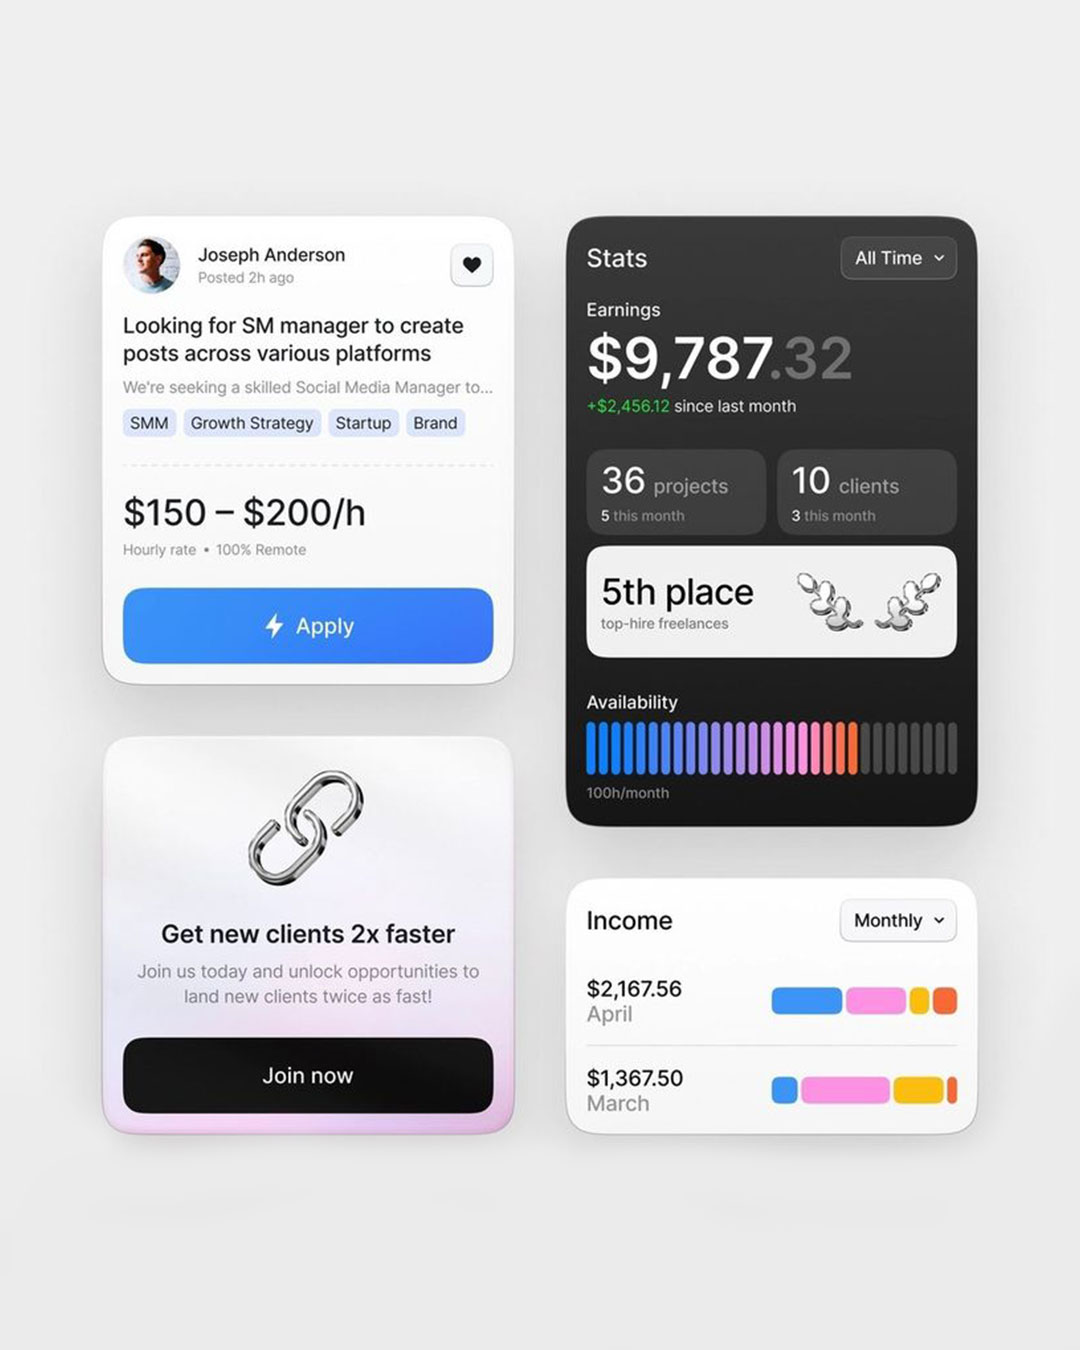 Joseph Anderson
Posted 2h ago
Looking for SM manager to create
posts across various platforms
We're seeking a skilled Social Media Manager to...
SMM
Growth Strategy
Startup
Brand
$150 – $200/h
Hourly rate • 100% Remote
Apply
Get new clients 2x faster
Join us today and unlock opportunities to
land new clients twice as fast!
Join now
Stats
All Time
Earnings
$9,787.32
+$2,456.12 since last month
36 projects
5 this month
10 clients
3 this month
5th place
top-hire freelances
Availability
100h/month
Income
Monthly
$2,167.56
April
$1,367.50
March